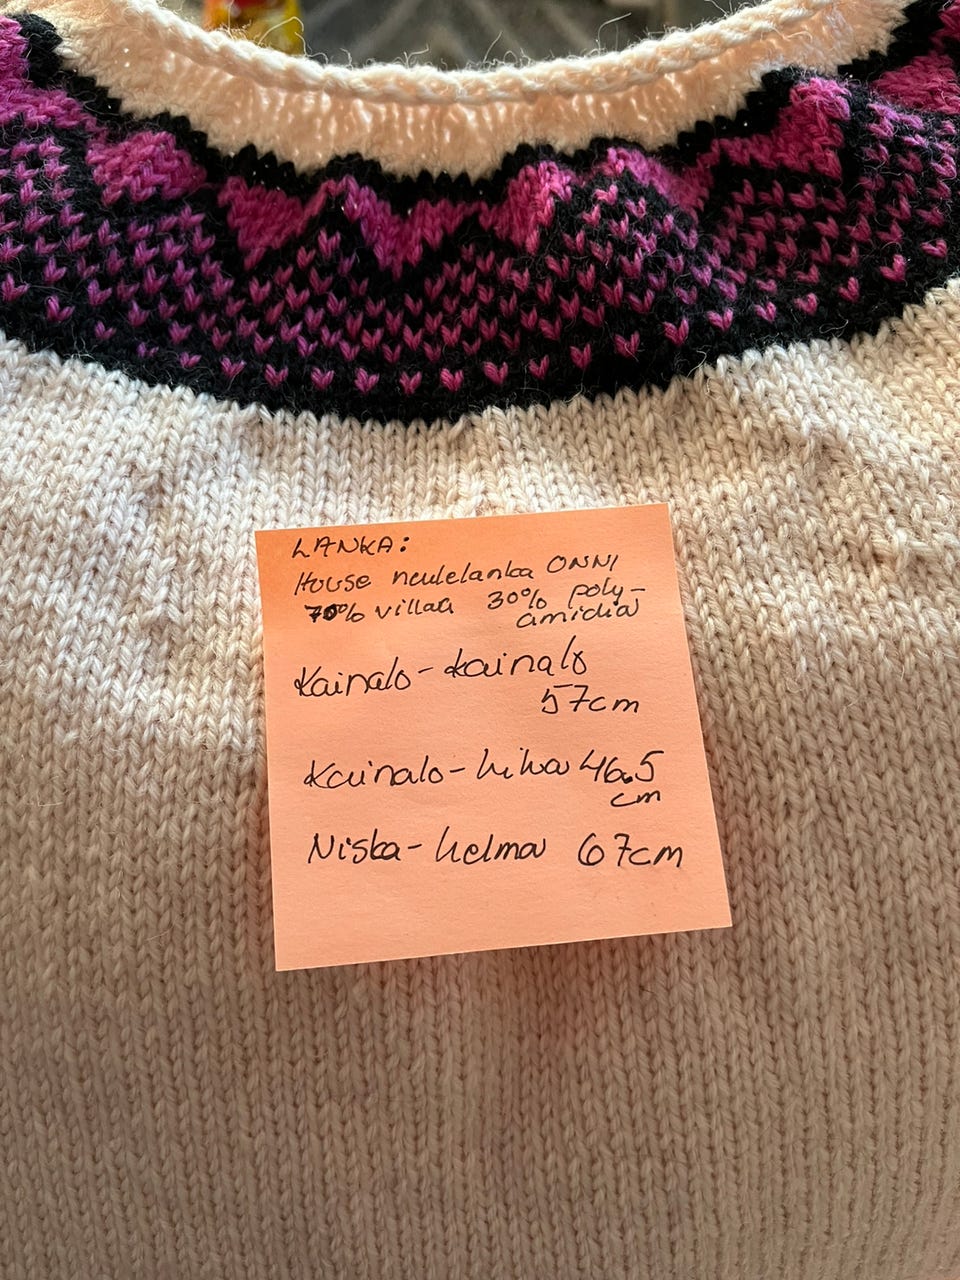 LANKA:
House neulelanka ONNI
70% villaa 30% poly-
amidia
Kainalo-kainalo
57cm
Kainalo-hiha 46.5
cm
Niska-helma 67cm